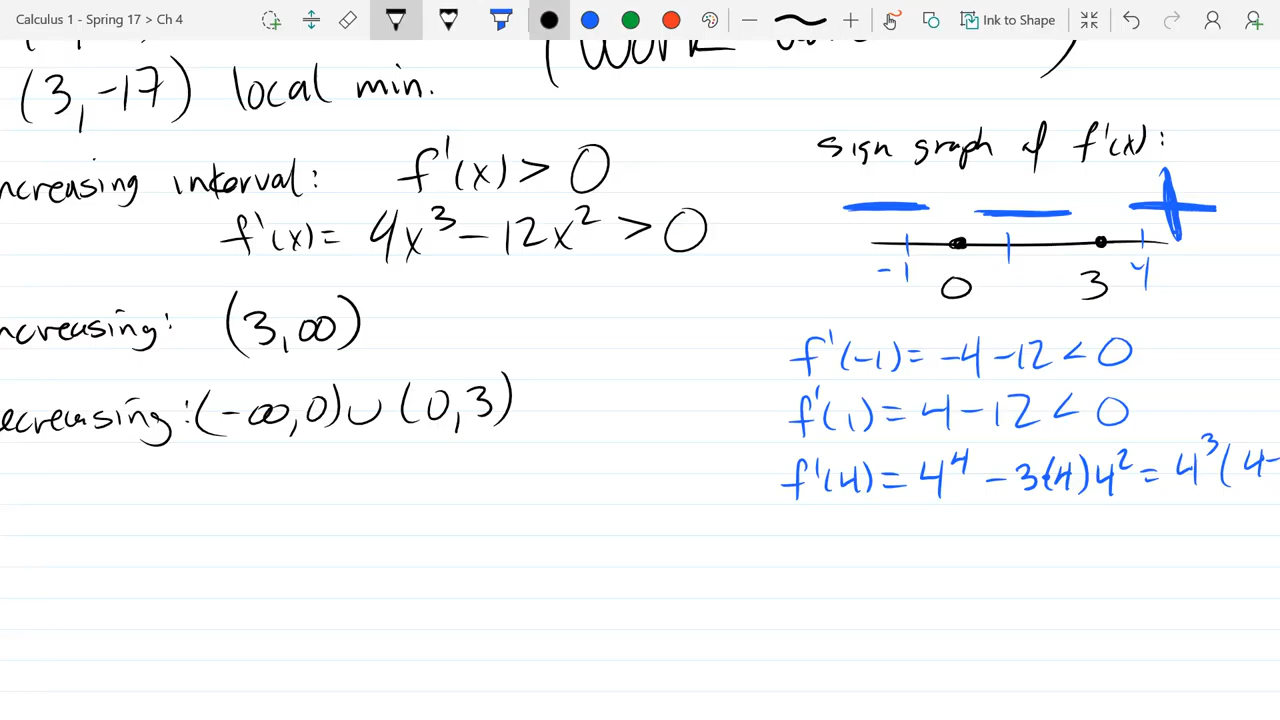 Calculus 1 - Spring 17 > Ch 4
Ink to Shape
(work
(3, -17) local min.
ncreasing interval: f'(x) > 0
f'(x) = 4x³ - 12x² > 0
ncreasing: (3, ∞)
ecreasing: (-∞, 0) ∪ (0, 3)
sign graph of f'(x):
- - +
-1 0 3 4
f'(-1) = -4 - 12 < 0
f'(1) = 4 - 12 < 0
f'(4) = 4⁴ - 3(4)4² = 4³(4-